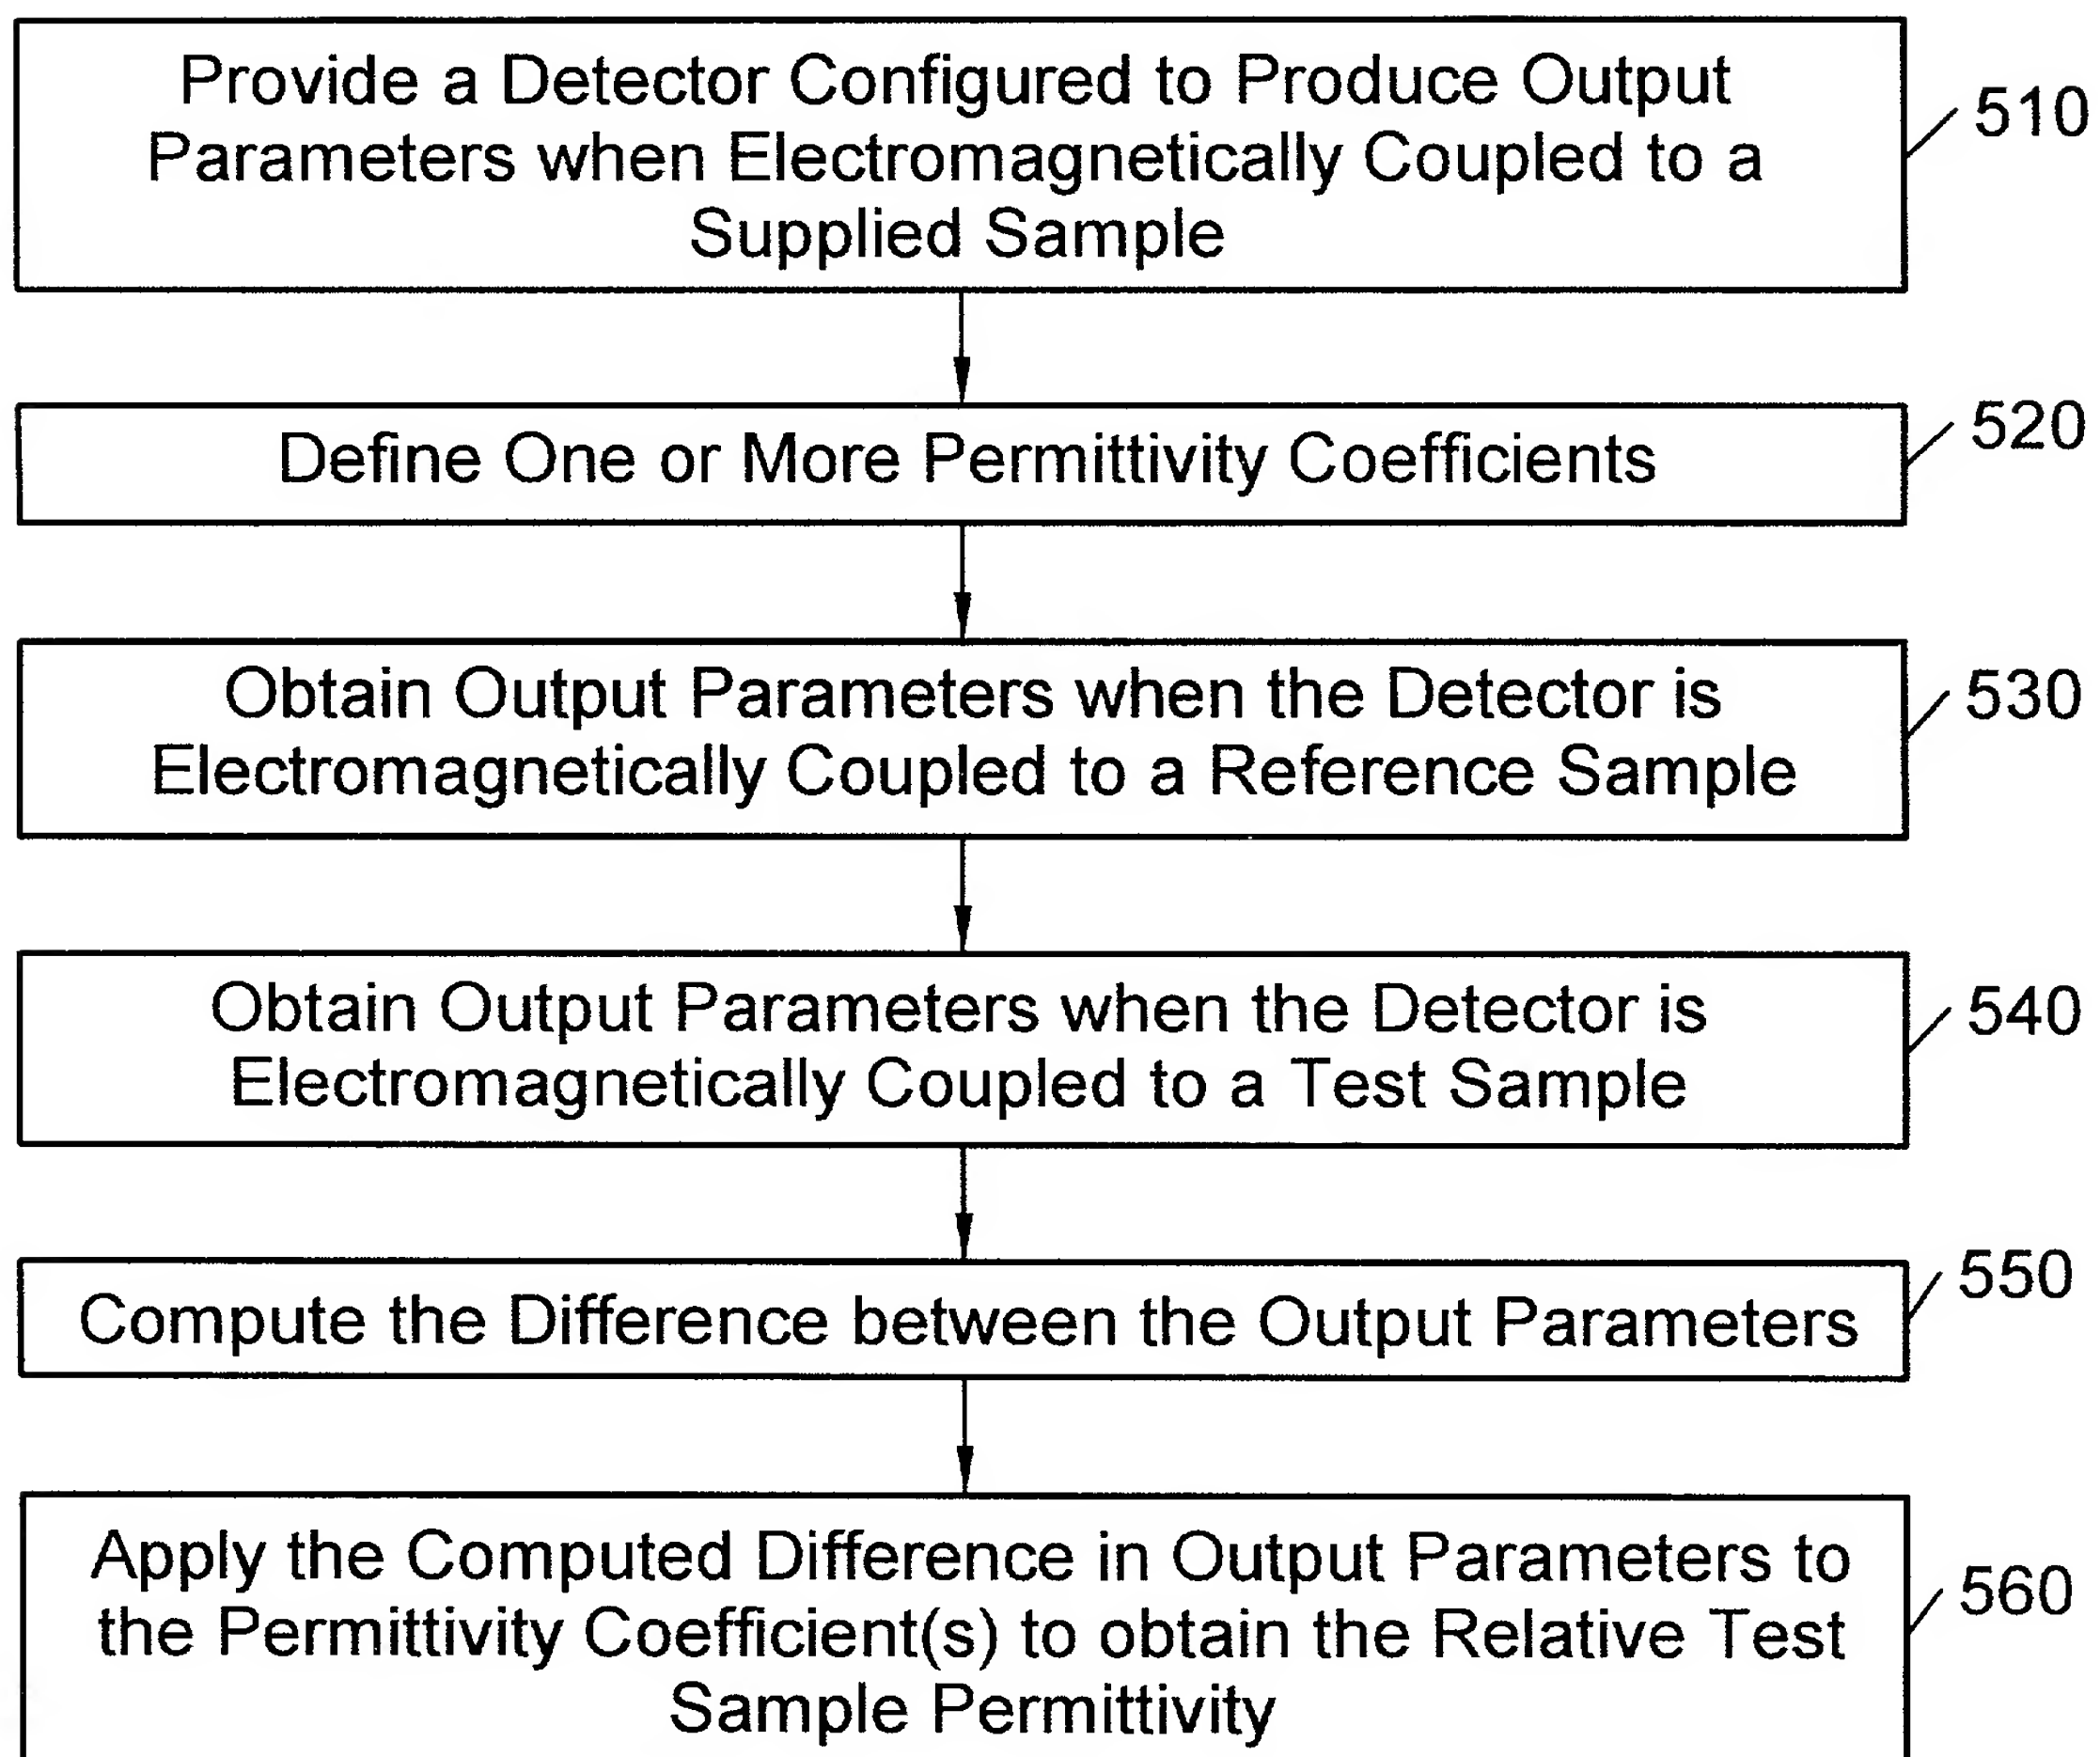 Provide a Detector Configured to Produce Output
Parameters when Electromagnetically Coupled to a
Supplied Sample
510
Define One or More Permittivity Coefficients
520
Obtain Output Parameters when the Detector is
Electromagnetically Coupled to a Reference Sample
530
Obtain Output Parameters when the Detector is
Electromagnetically Coupled to a Test Sample
540
Compute the Difference between the Output Parameters
550
Apply the Computed Difference in Output Parameters to
the Permittivity Coefficient(s) to obtain the Relative Test
Sample Permittivity
560